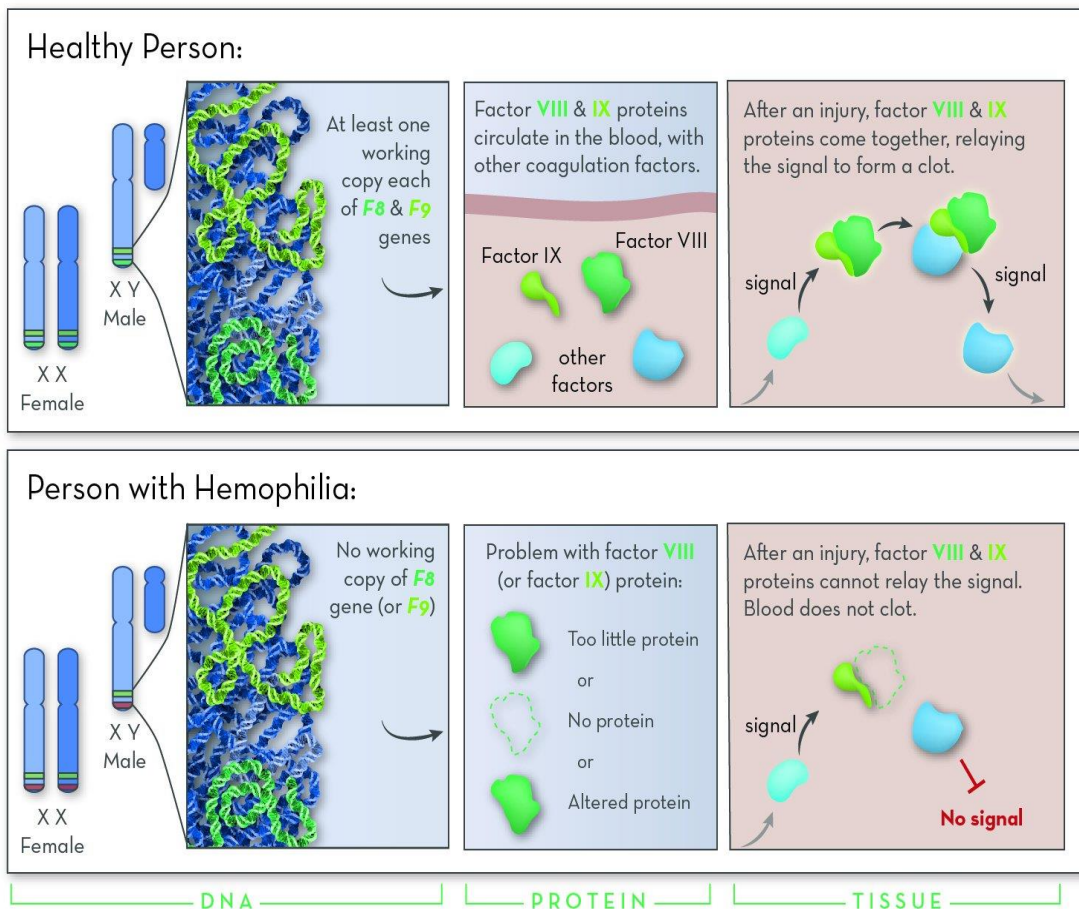 Healthy Person:
At least one
working
copy each
of F8 & F9
genes
X Y
Male
X X
Female
Factor VIII & IX proteins
circulate in the blood, with
other coagulation factors.
Factor IX
Factor VIII
other
factors
After an injury, factor VIII & IX
proteins come together, relaying
the signal to form a clot.
signal
signal
Person with Hemophilia:
No working
copy of F8
gene (or F9)
X Y
Male
X X
Female
Problem with factor VIII
(or factor IX) protein:
Too little protein
or
No protein
or
Altered protein
After an injury, factor VIII & IX
proteins cannot relay the signal.
Blood does not clot.
signal
No signal
DNA
PROTEIN
TISSUE